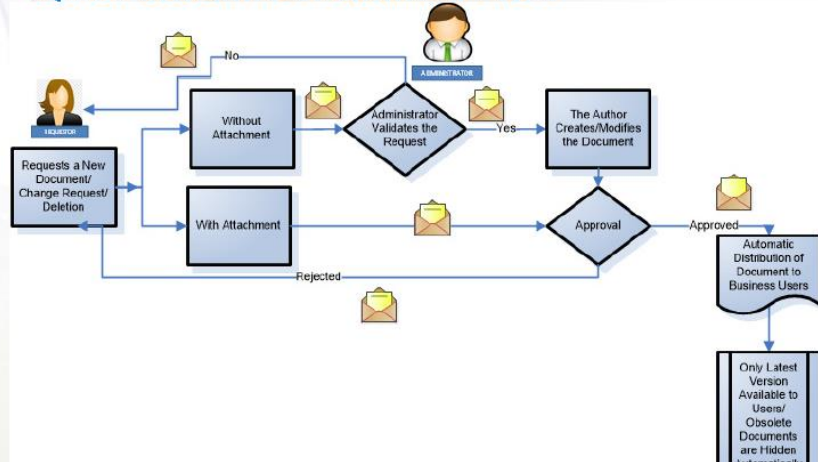 No
ADMINISTRATOR
REQUESTOR
Without
Attachment
Administrator
Validates the
Request
Yes
The Author
Creates/Modifies
the Document
Requests a New
Document/
Change Request/
Deletion
With Attachment
Approval
Approved
Automatic
Distribution of
Document to
Business Users
Rejected
Only Latest
Version
Available to
Users/
Obsolete
Documents
are Hidden
Automatically